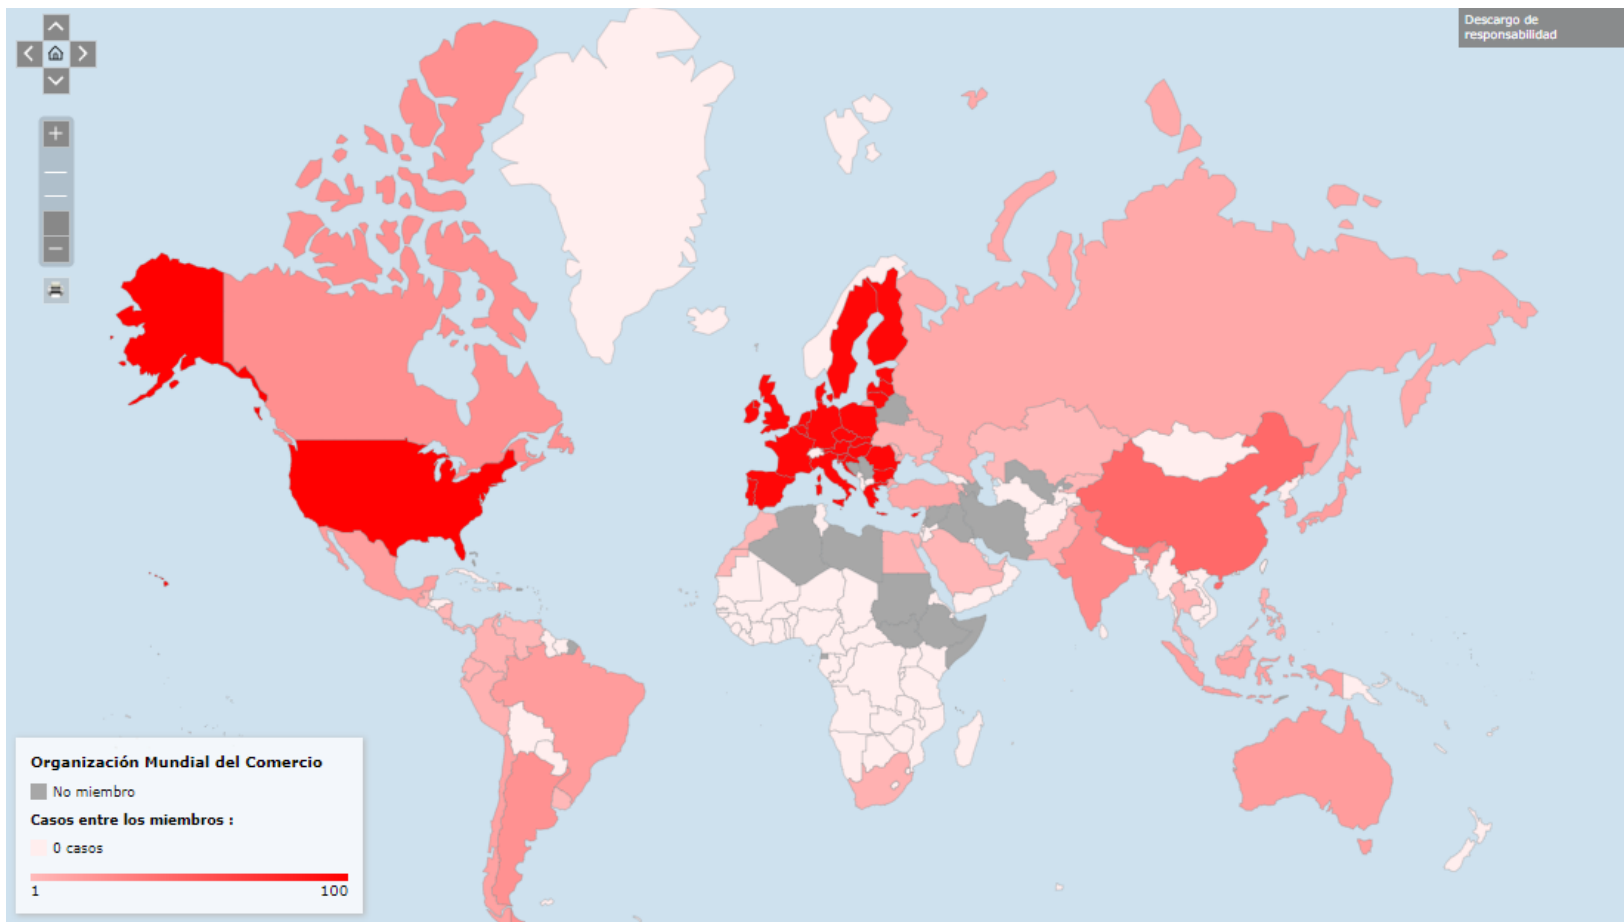 Descargo de
responsabilidad
Organización Mundial del Comercio
No miembro
Casos entre los miembros :
0 casos
1 100